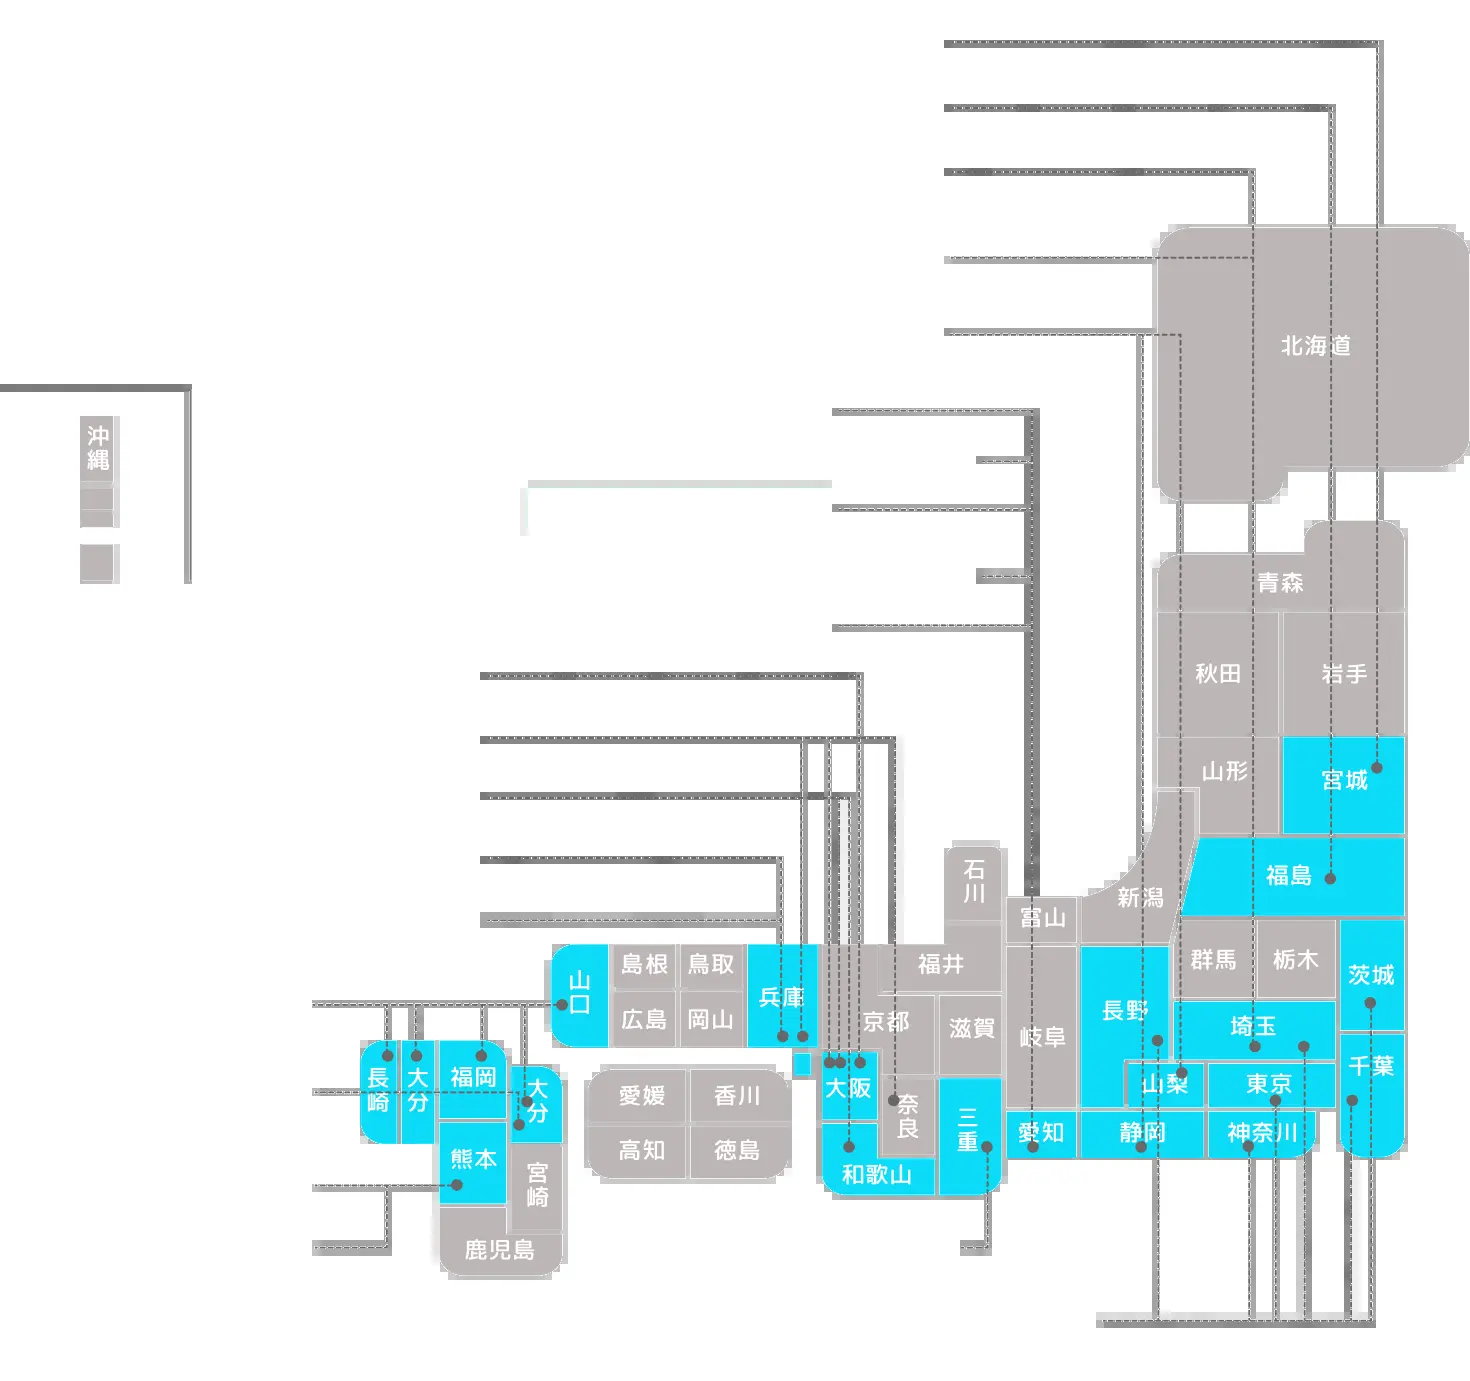 北海道
沖縄
青森
秋田
岩手
山形
宮城
石川
福島
新潟
富山
島根
鳥取
福井
群馬
栃木
茨城
山口
兵庫
広島
岡山
京都
滋賀
岐阜
長野
埼玉
長崎
大分
福岡
大分
愛媛
香川
大阪
奈良
山梨
東京
千葉
三重
愛知
静岡
神奈川
高知
徳島
熊本
宮崎
和歌山
鹿児島